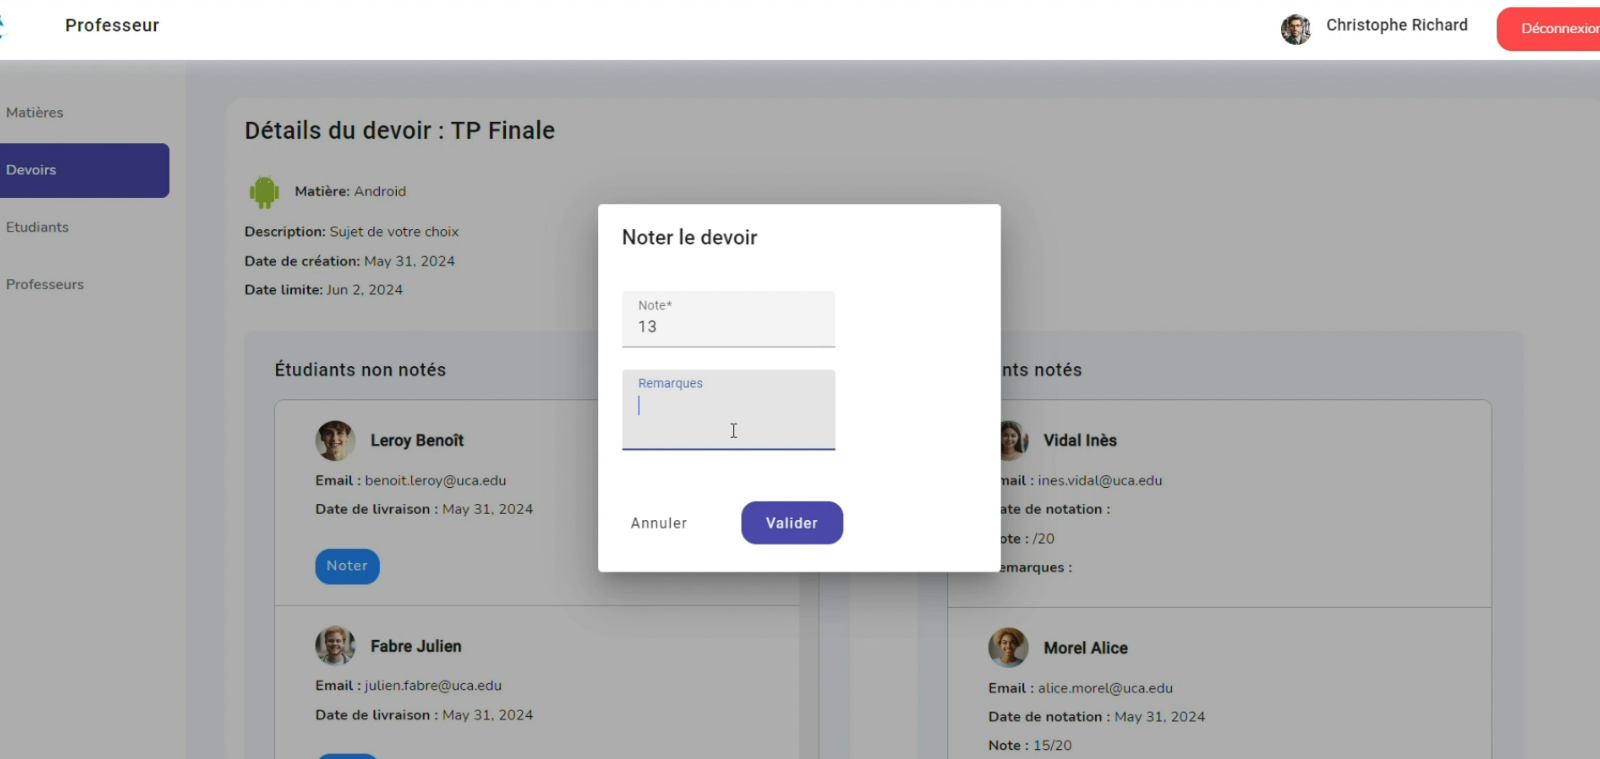 Professeur
Christophe Richard
Déconnexion
Matières
Devoirs
Etudiants
Professeurs
Détails du devoir : TP Finale
Matière: Android
Description: Sujet de votre choix
Date de création: May 31, 2024
Date limite: Jun 2, 2024
Noter le devoir
Note*
13
Remarques
Annuler
Valider
Étudiants non notés
Leroy Benoît
Email : benoit.leroy@uca.edu
Date de livraison : May 31, 2024
Noter
Fabre Julien
Email : julien.fabre@uca.edu
Date de livraison : May 31, 2024
nts notés
Vidal Inès
mail : ines.vidal@uca.edu
ate de notation :
ote : /20
emarques :
Morel Alice
Email : alice.morel@uca.edu
Date de notation : May 31, 2024
Note : 15/20